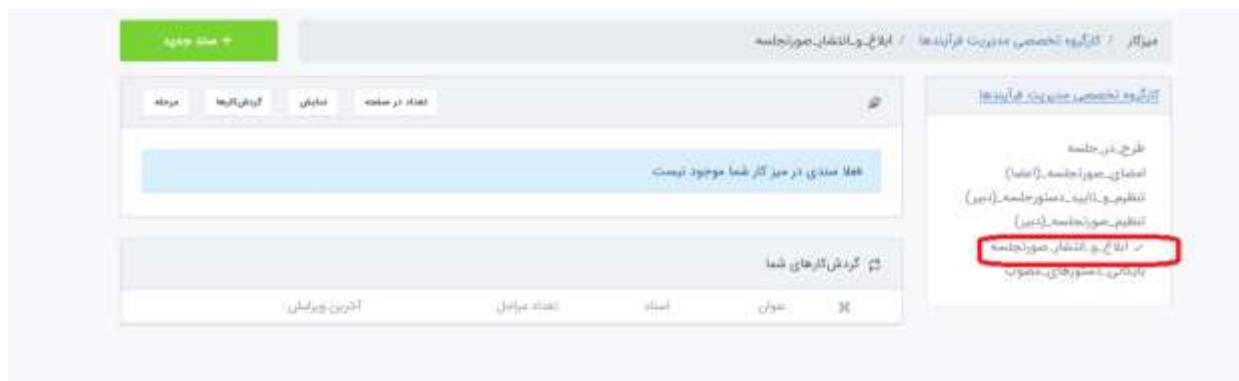 میزکار / کارگروه تخصصی مدیریت فرآیندها / ابلاغ_و_انتشار_صورتجلسه
+ سند جدید
کارگروه تخصصی مدیریت فرآیندها
طرح_در_جلسه
امضای_صورتجلسه_(اعضا)
تنظیم_و_تایید_دستورجلسه_(دبیر)
تنظیم_صورتجلسه_(دبیر)
✓ ابلاغ_و_انتشار_صورتجلسه
بایگانی_دستورهای_مصوب
تعداد در صفحه نمایش گردش‌کارها مرحله
فعلا سندی در میز کار شما موجود نیست
گردش‌کارهای شما
عنوان اسناد تعداد مراحل آخرین ویرایش